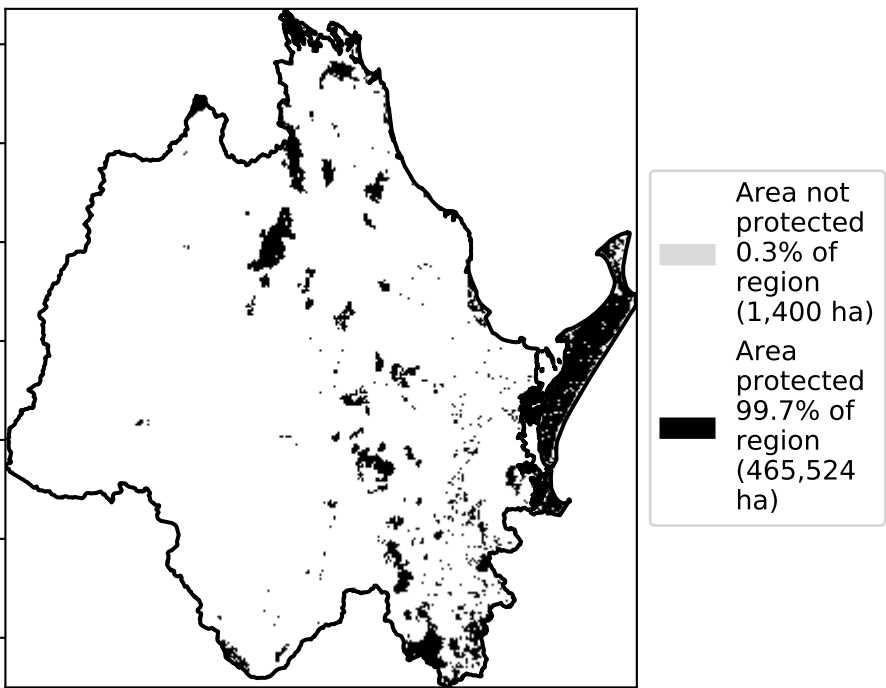 Area not
protected
0.3% of
region
(1,400 ha)
Area
protected
99.7% of
region
(465,524
ha)